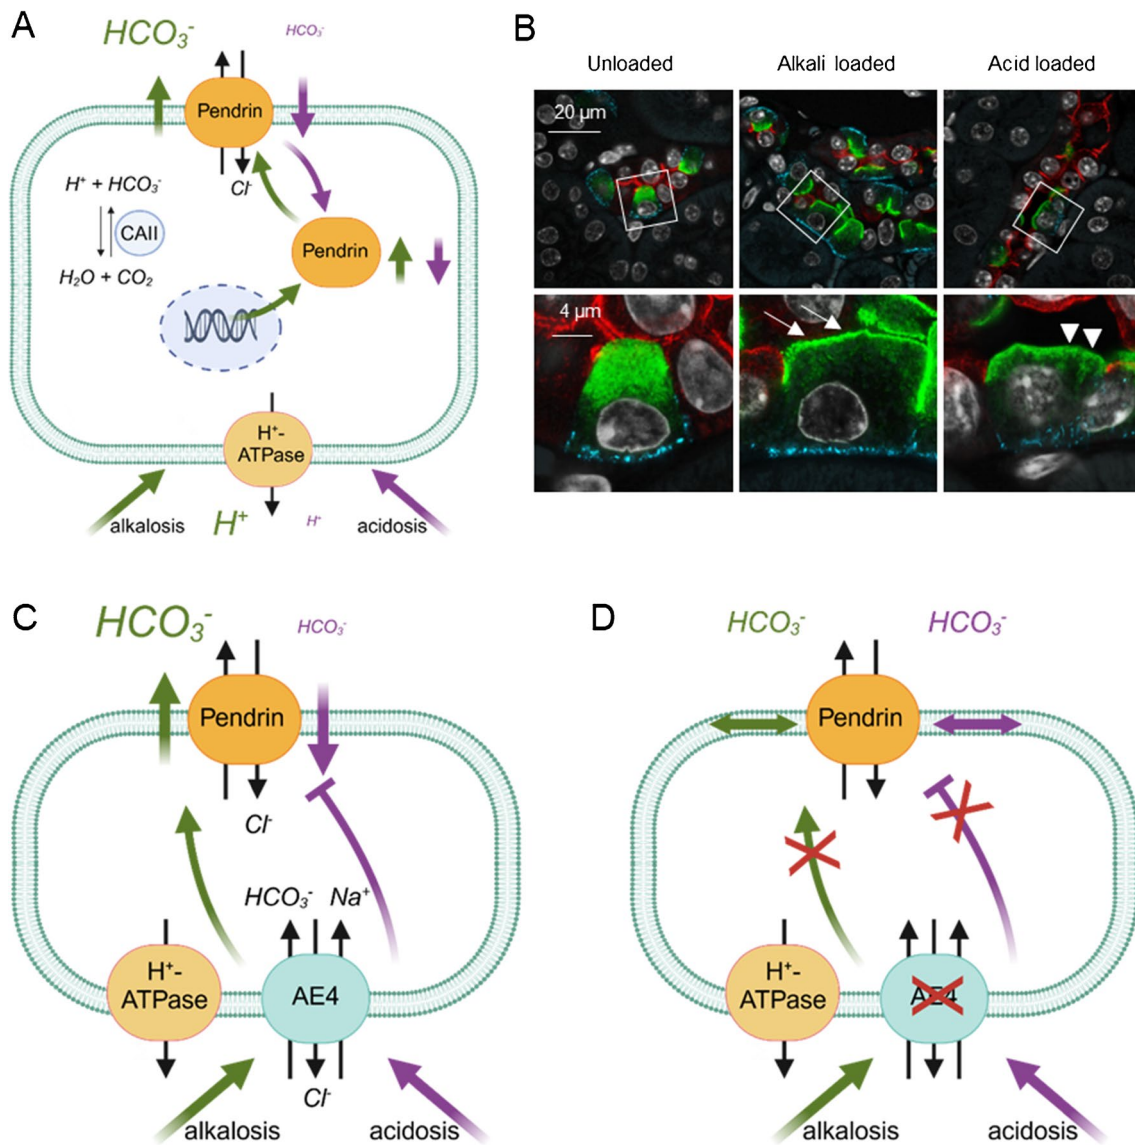 A
HCO₃⁻
HCO₃⁻
Pendrin
Cl⁻
H⁺ + HCO₃⁻
CAII
H₂O + CO₂
Pendrin
H⁺-
ATPase
alkalosis
H⁺
H⁺
acidosis
B
Unloaded
Alkali loaded
Acid loaded
20 µm
4 µm
C
HCO₃⁻
HCO₃⁻
Pendrin
Cl⁻
HCO₃⁻ Na⁺
H⁺-
ATPase
AE4
Cl⁻
alkalosis
acidosis
D
HCO₃⁻
HCO₃⁻
Pendrin
H⁺-
ATPase
AE4
alkalosis
acidosis